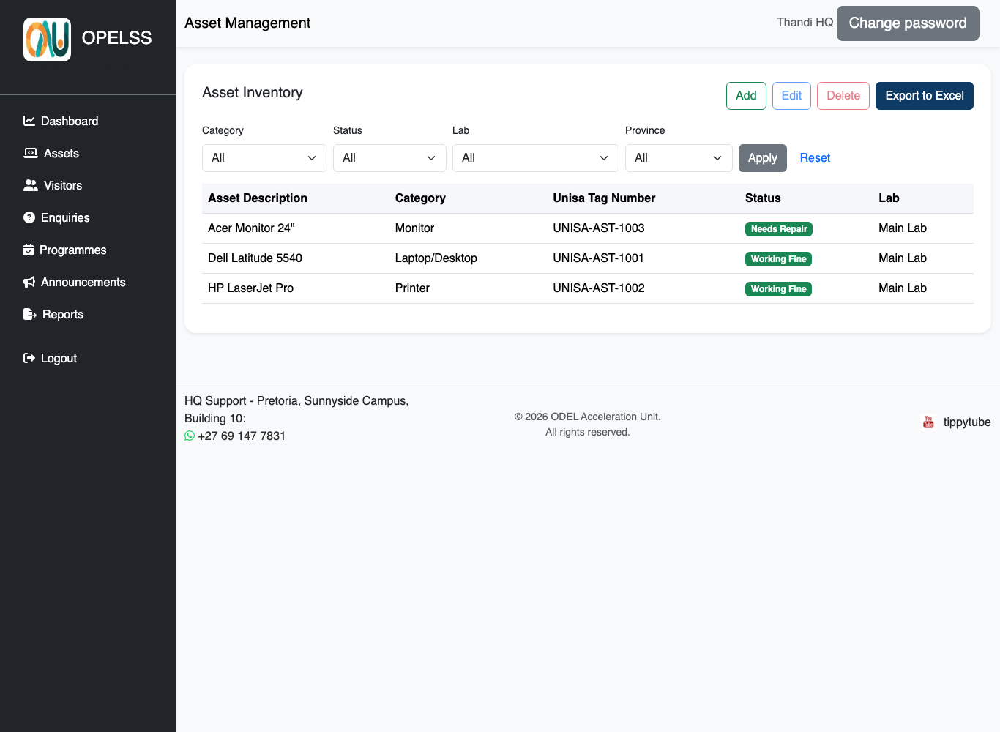 OPELSS
Asset Management
Thandi HQ
Change password
Dashboard
Assets
Visitors
Enquiries
Programmes
Announcements
Reports
Logout
Asset Inventory
Add
Edit
Delete
Export to Excel
Category
Status
Lab
Province
All
All
All
All
Apply
Reset
Asset Description Category Unisa Tag Number Status Lab
Acer Monitor 24" Monitor UNISA-AST-1003 Needs Repair Main Lab
Dell Latitude 5540 Laptop/Desktop UNISA-AST-1001 Working Fine Main Lab
HP LaserJet Pro Printer UNISA-AST-1002 Working Fine Main Lab
HQ Support - Pretoria, Sunnyside Campus,
Building 10:
+27 69 147 7831
© 2026 ODEL Acceleration Unit.
All rights reserved.
You
Tube
tippytube